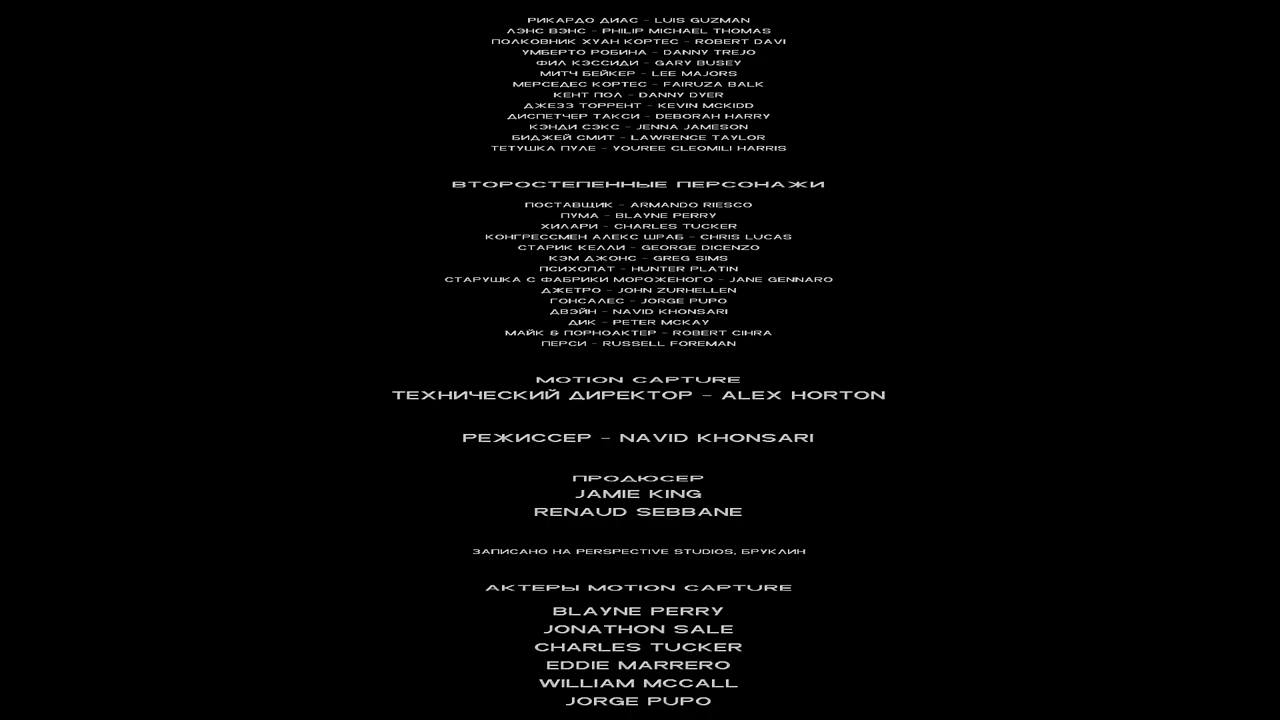 РИКАРДО ДИАС - LUIS GUZMAN
ЛЭНС ВЭНС - PHILIP MICHAEL THOMAS
ПОЛКОВНИК ХУАН КОРТЕС - ROBERT DAVI
УМБЕРТО РОБИНА - DANNY TREJO
ФИЛ КЭССИДИ - GARY BUSEY
МИТЧ БЕЙКЕР - LEE MAJORS
МЕРСЕДЕС КОРТЕС - FAIRUZA BALK
КЕНТ ПОЛ - DANNY DYER
ДЖЕЗЗ ТОРРЕНТ - KEVIN MCKIDD
ДИСПЕТЧЕР ТАКСИ - DEBORAH HARRY
КЭНДИ СЭКС - JENNA JAMESON
БИДЖЕЙ СМИТ - LAWRENCE TAYLOR
ТЕТУШКА ПУЛЕ - YOUREE CLEOMILI HARRIS
ВТОРОСТЕПЕННЫЕ ПЕРСОНАЖИ
ПОСТАВЩИК - ARMANDO RIESCO
ПУМА - BLAYNE PERRY
ХИЛАРИ - CHARLES TUCKER
КОНГРЕССМЕН АЛЕКС ШРАБ - CHRIS LUCAS
СТАРИК КЕЛЛИ - GEORGE DICENZO
КЭМ ДЖОНС - GREG SIMS
ПСИХОПАТ - HUNTER PLATIN
СТАРУШКА С ФАБРИКИ МОРОЖЕНОГО - JANE GENNARO
ДЖЕТРО - JOHN ZURHELLEN
ГОНСАЛЕС - JORGE PUPO
ДВЭЙН - NAVID KHONSARI
ДИК - PETER MCKAY
МАЙК & ПОРНОАКТЕР - ROBERT CIHRA
ПЕРСИ - RUSSELL FOREMAN
MOTION CAPTURE
ТЕХНИЧЕСКИЙ ДИРЕКТОР - ALEX HORTON
РЕЖИССЕР - NAVID KHONSARI
ПРОДЮСЕР
JAMIE KING
RENAUD SEBBANE
ЗАПИСАНО НА PERSPECTIVE STUDIOS, БРУКЛИН
АКТЕРЫ MOTION CAPTURE
BLAYNE PERRY
JONATHON SALE
CHARLES TUCKER
EDDIE MARRERO
WILLIAM MCCALL
JORGE PUPO